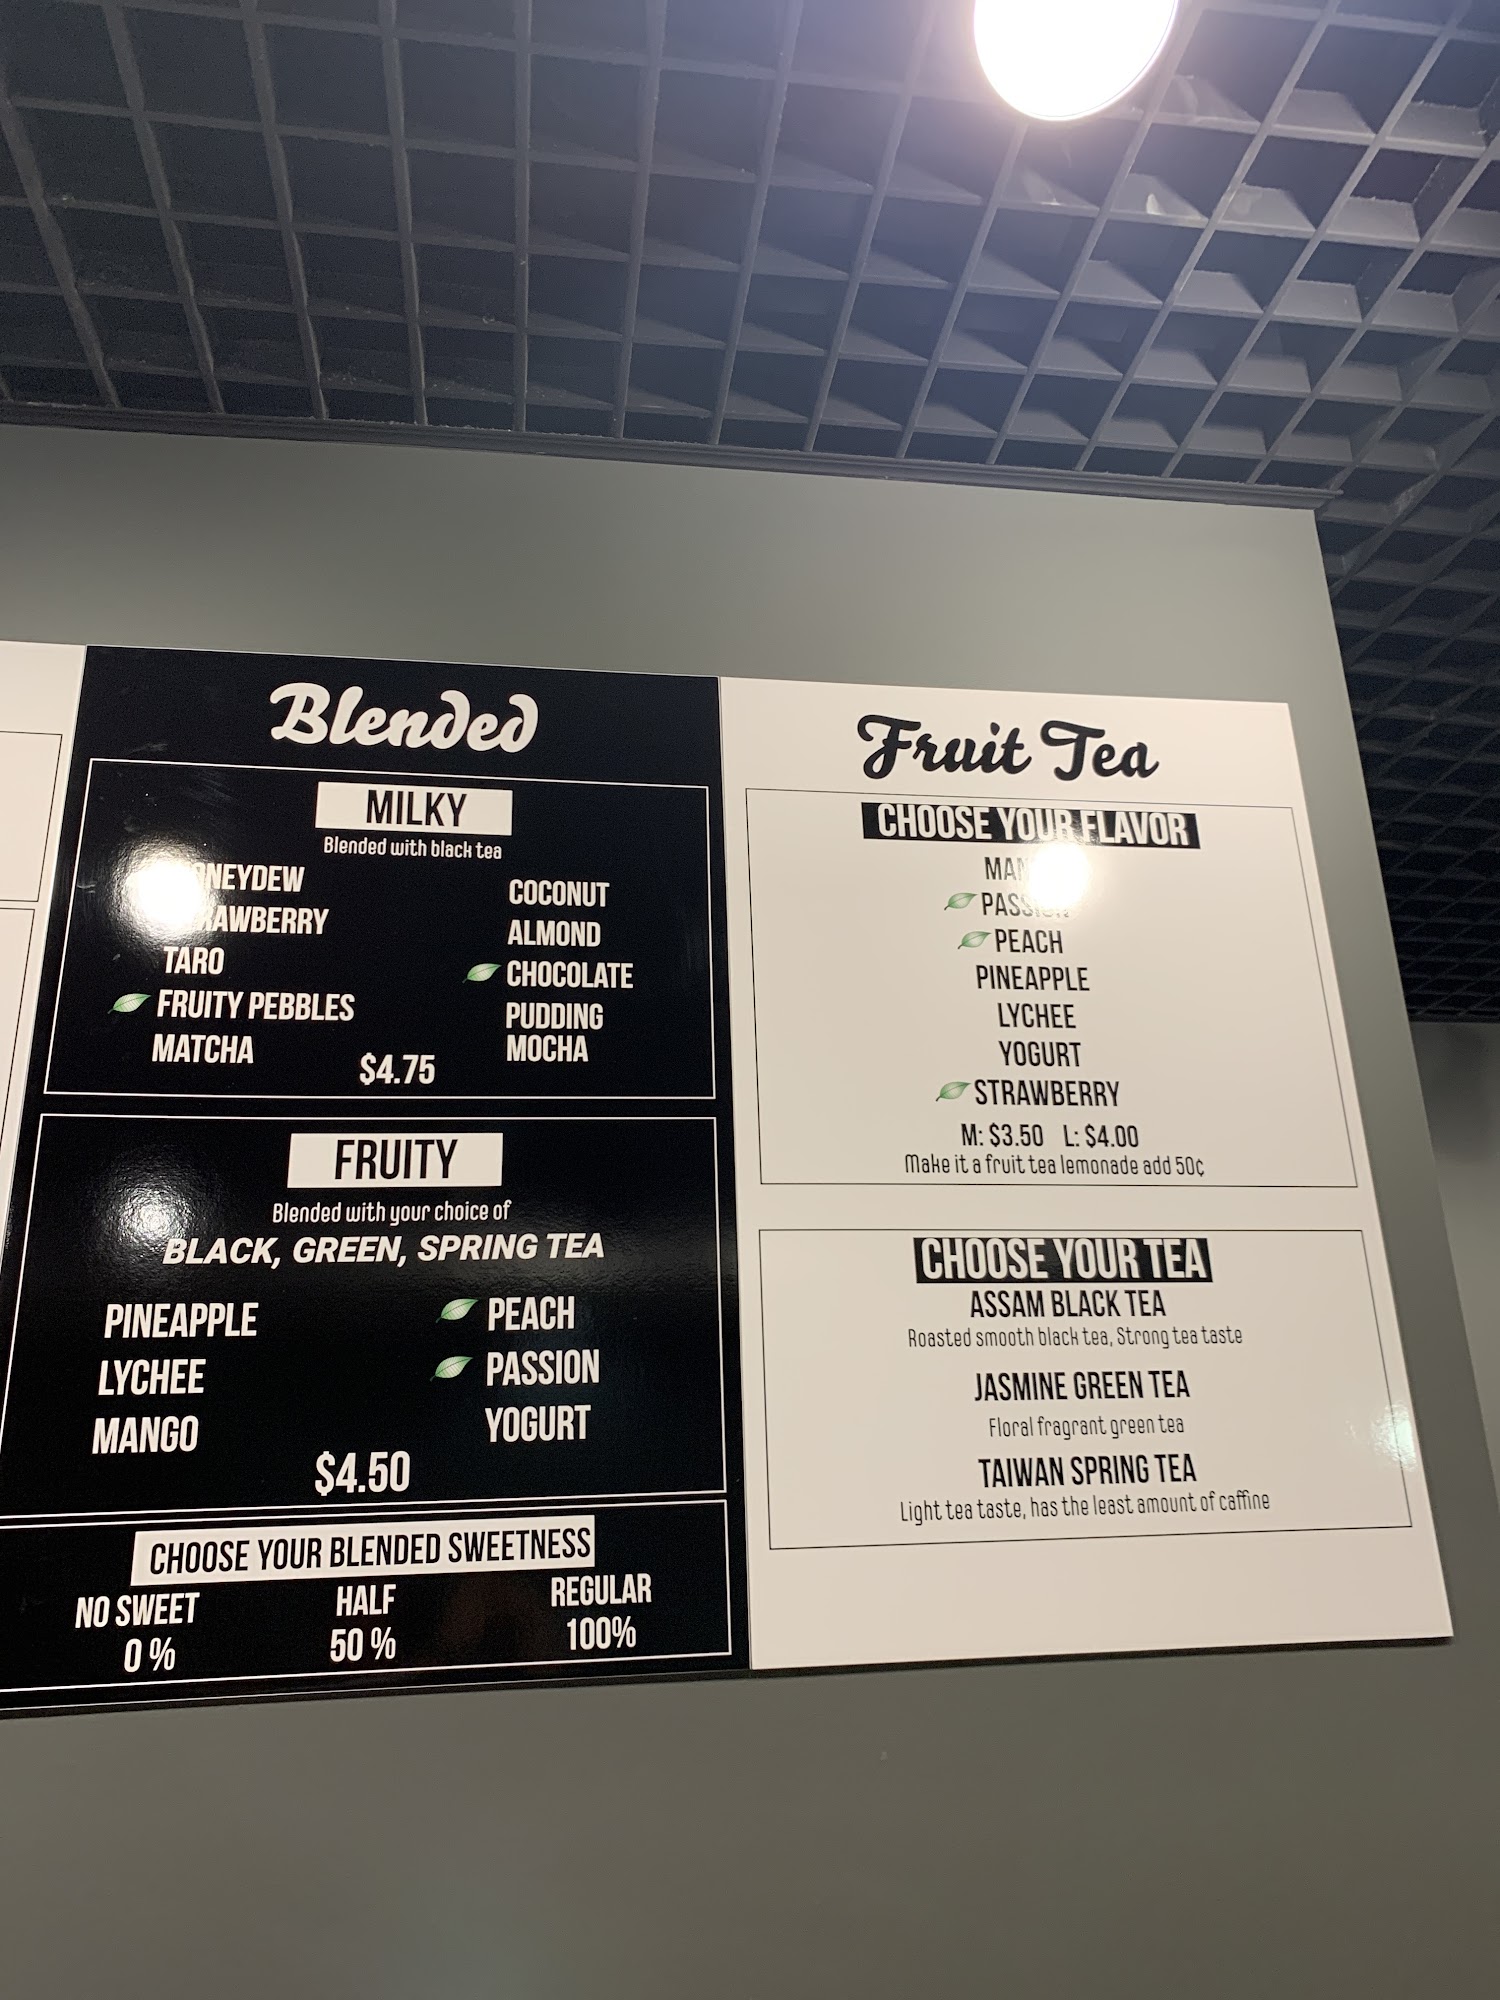 Blended
MILKY
Blended with black tea
TARO
FRUITY PEBBLES
MATCHA
COCONUT
ALMOND
CHOCOLATE
PUDDING
MOCHA
$4.75
FRUITY
Blended with your choice of
BLACK, GREEN, SPRING TEA
PINEAPPLE
LYCHEE
MANGO
PEACH
PASSION
YOGURT
$4.50
CHOOSE YOUR BLENDED SWEETNESS
NO SWEET
0 %
HALF
50 %
REGULAR
100%
Fruit Tea
CHOOSE YOUR FLAVOR
PASSION
PEACH
PINEAPPLE
LYCHEE
YOGURT
STRAWBERRY
M: $3.50 L: $4.00
Make it a fruit tea lemonade add 50¢
CHOOSE YOUR TEA
ASSAM BLACK TEA
Roasted smooth black tea, Strong tea taste
JASMINE GREEN TEA
Floral fragrant green tea
TAIWAN SPRING TEA
Light tea taste, has the least amount of caffine